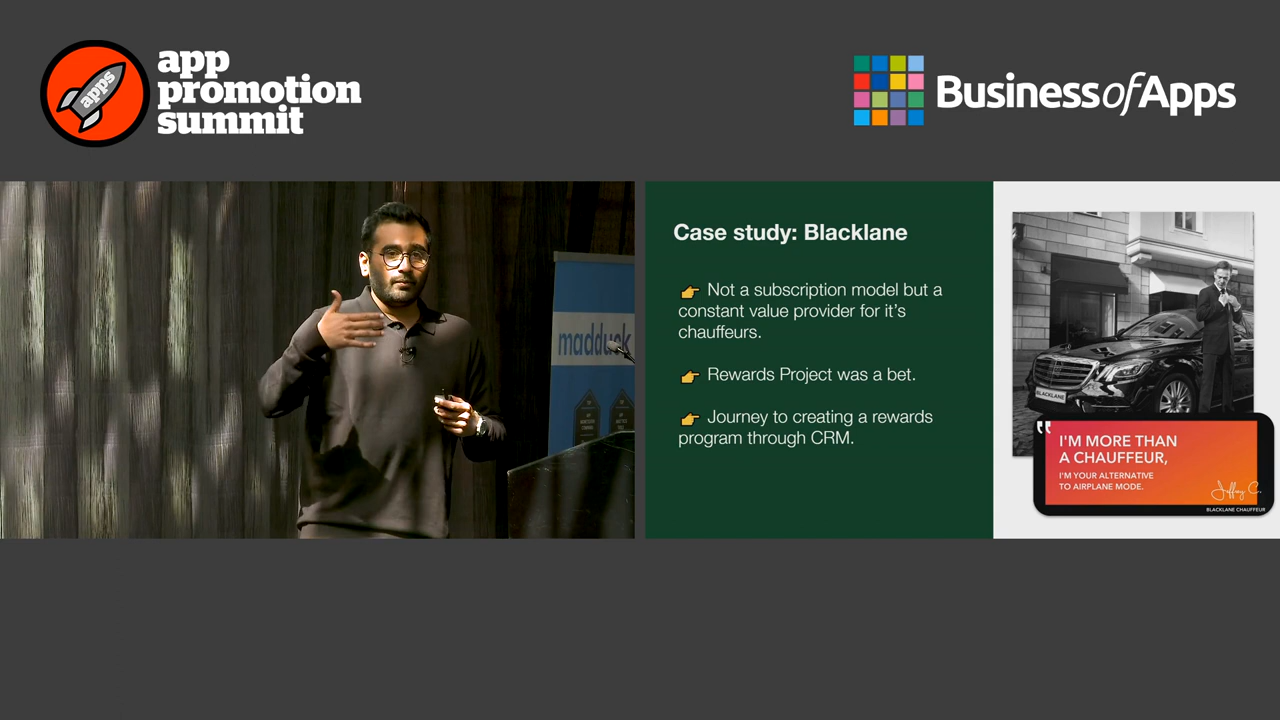 app
promotion
summit
apps
BusinessofApps
madduck
Case study: Blacklane
👉 Not a subscription model but a
constant value provider for it's
chauffeurs.
👉 Rewards Project was a bet.
👉 Journey to creating a rewards
program through CRM.
BLACKLANE
"
I'M MORE THAN
A CHAUFFEUR,
I'M YOUR ALTERNATIVE
TO AIRPLANE MODE.
Jeffrey C.
BLACKLANE CHAUFFEUR